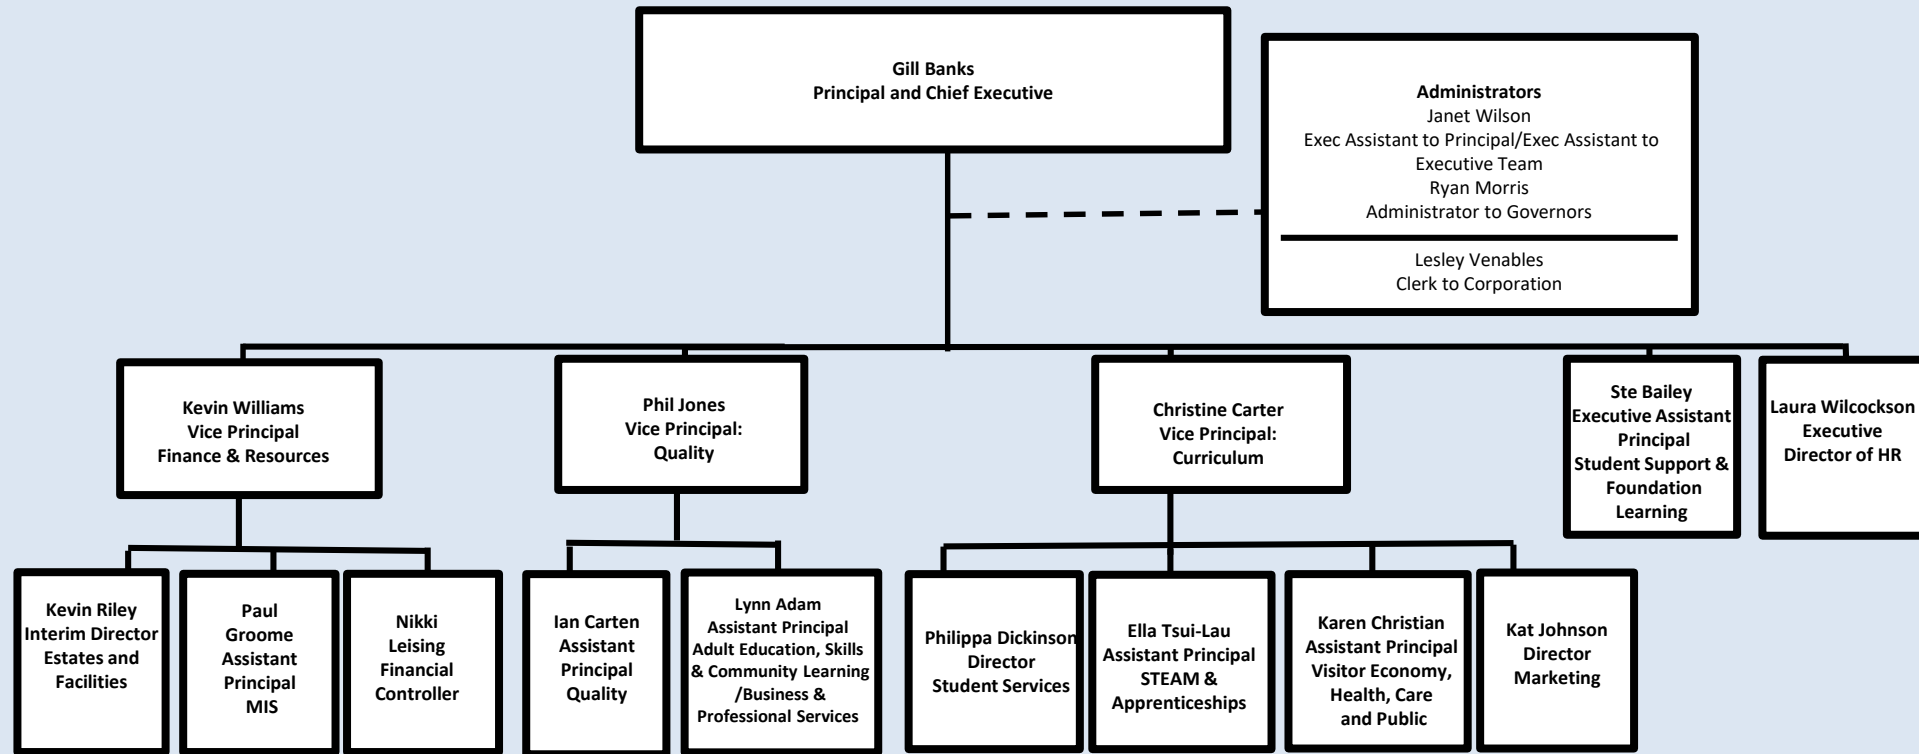 Gill Banks
Principal and Chief Executive
Administrators
Janet Wilson
Exec Assistant to Principal/Exec Assistant to
Executive Team
Ryan Morris
Administrator to Governors
Lesley Venables
Clerk to Corporation
Kevin Williams
Vice Principal
Finance & Resources
Phil Jones
Vice Principal:
Quality
Christine Carter
Vice Principal:
Curriculum
Ste Bailey
Executive Assistant
Principal
Student Support &
Foundation
Learning
Laura Wilcockson
Executive
Director of HR
Kevin Riley
Interim Director
Estates and
Facilities
Paul
Groome
Assistant
Principal
MIS
Nikki
Leising
Financial
Controller
Ian Carten
Assistant
Principal
Quality
Lynn Adam
Assistant Principal
Adult Education, Skills
& Community Learning
/Business &
Professional Services
Philippa Dickinson
Director
Student Services
Ella Tsui-Lau
Assistant Principal
STEAM &
Apprenticeships
Karen Christian
Assistant Principal
Visitor Economy,
Health, Care
and Public
Kat Johnson
Director
Marketing